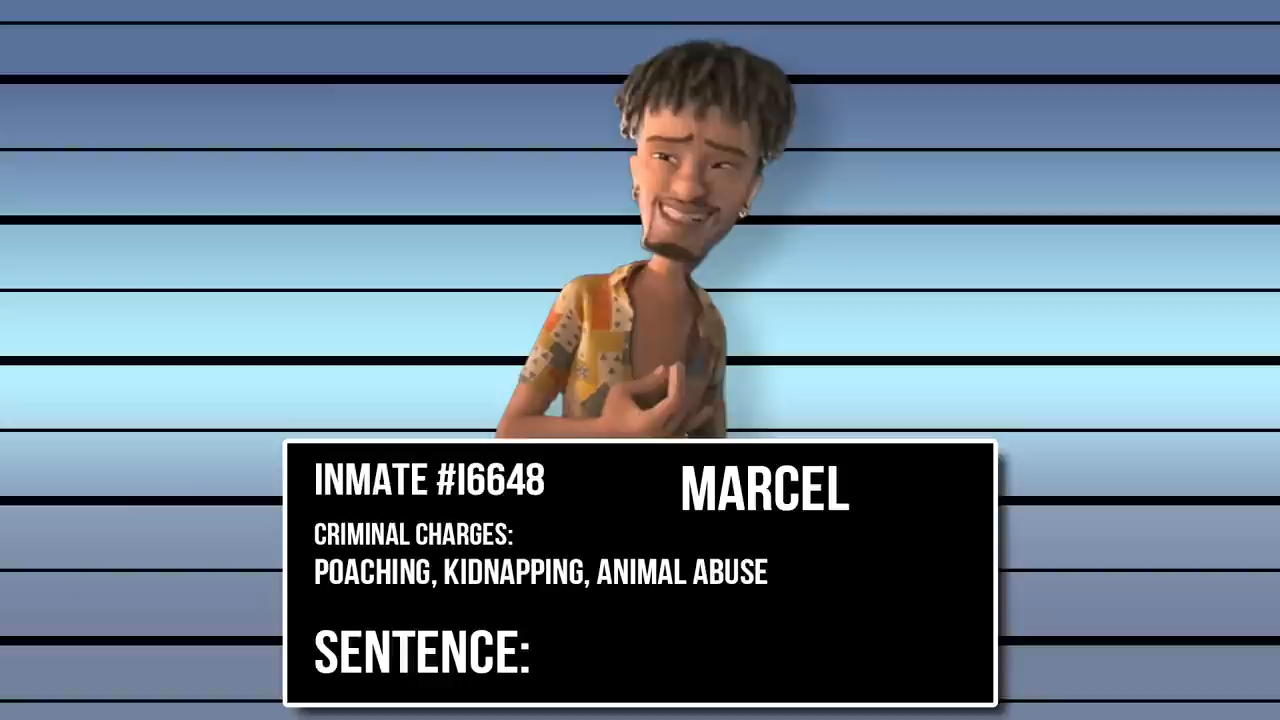 INMATE #16648
MARCEL
CRIMINAL CHARGES:
POACHING, KIDNAPPING, ANIMAL ABUSE
SENTENCE: